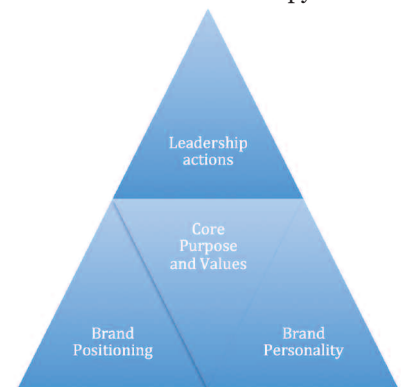 Leadership
actions
Core
Purpose
and Values
Brand
Positioning
Brand
Personality